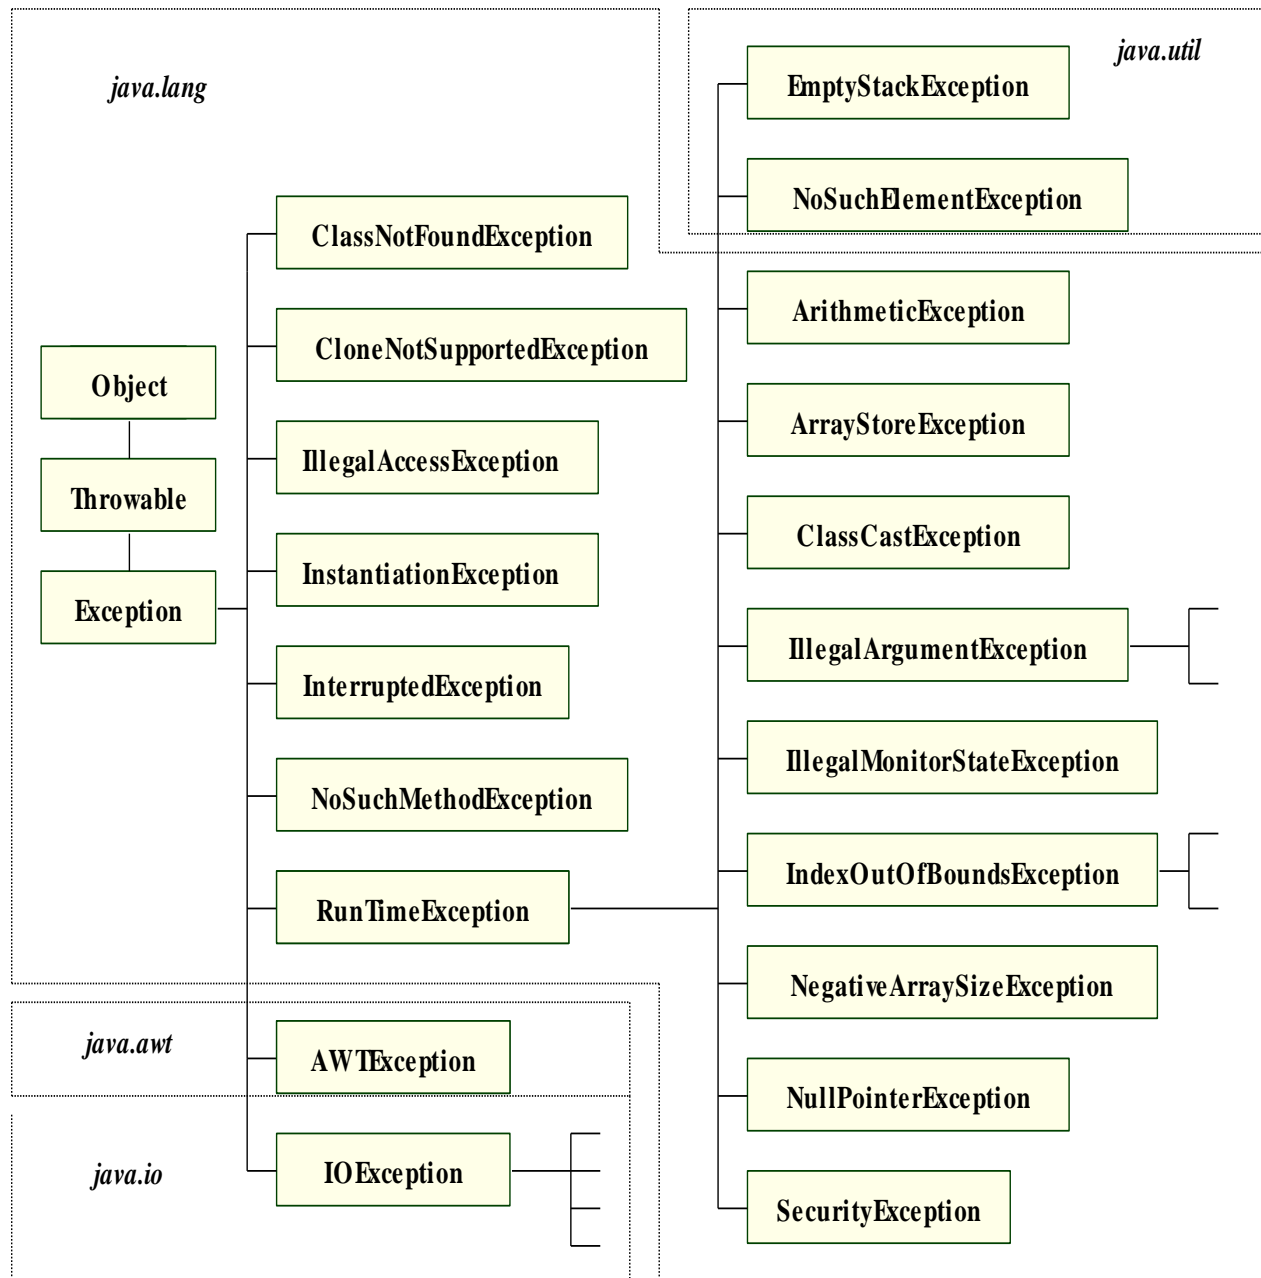 java.lang
java.util
EmptyStackException
NoSuchElementException
ClassNotFoundException
ArithmeticException
CloneNotSupportedException
Object
ArrayStoreException
IllegalAccessException
Throwable
ClassCastException
InstantiationException
Exception
IllegalArgumentException
InterruptedException
IllegalMonitorStateException
NoSuchMethodException
IndexOutOfBoundsException
RunTimeException
NegativeArraySizeException
java.awt
AWTException
NullPointerException
java.io
IOException
SecurityException